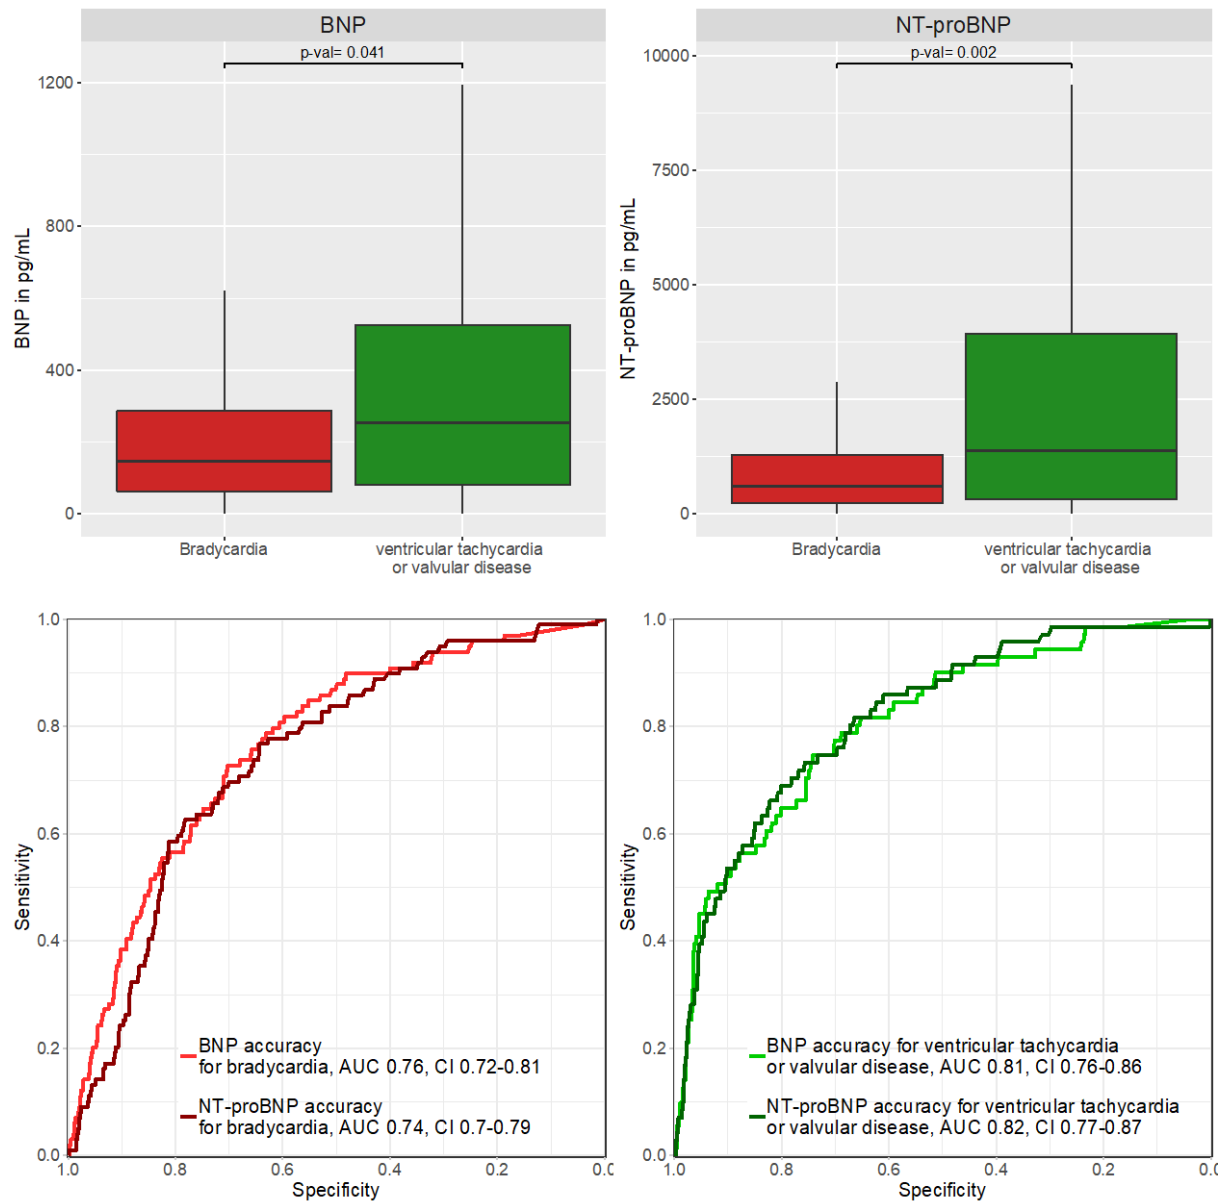 BNP
p-val= 0.041
1200
800
400
0
BNP in pg/mL
Bradycardia
ventricular tachycardia
or valvular disease
NT-proBNP
p-val= 0.002
10000
7500
5000
2500
0
NT-proBNP in pg/mL
Bradycardia
ventricular tachycardia
or valvular disease
1.0
0.8
0.6
0.4
0.2
0.0
Sensitivity
BNP accuracy
for bradycardia, AUC 0.76, CI 0.72-0.81
NT-proBNP accuracy
for bradycardia, AUC 0.74, CI 0.7-0.79
1.0 0.8 0.6 0.4 0.2 0.0
Specificity
1.0
0.8
0.6
0.4
0.2
0.0
Sensitivity
BNP accuracy for ventricular tachycardia
or valvular disease, AUC 0.81, CI 0.76-0.86
NT-proBNP accuracy for ventricular tachycardia
or valvular disease, AUC 0.82, CI 0.77-0.87
1.0 0.8 0.6 0.4 0.2 0.0
Specificity